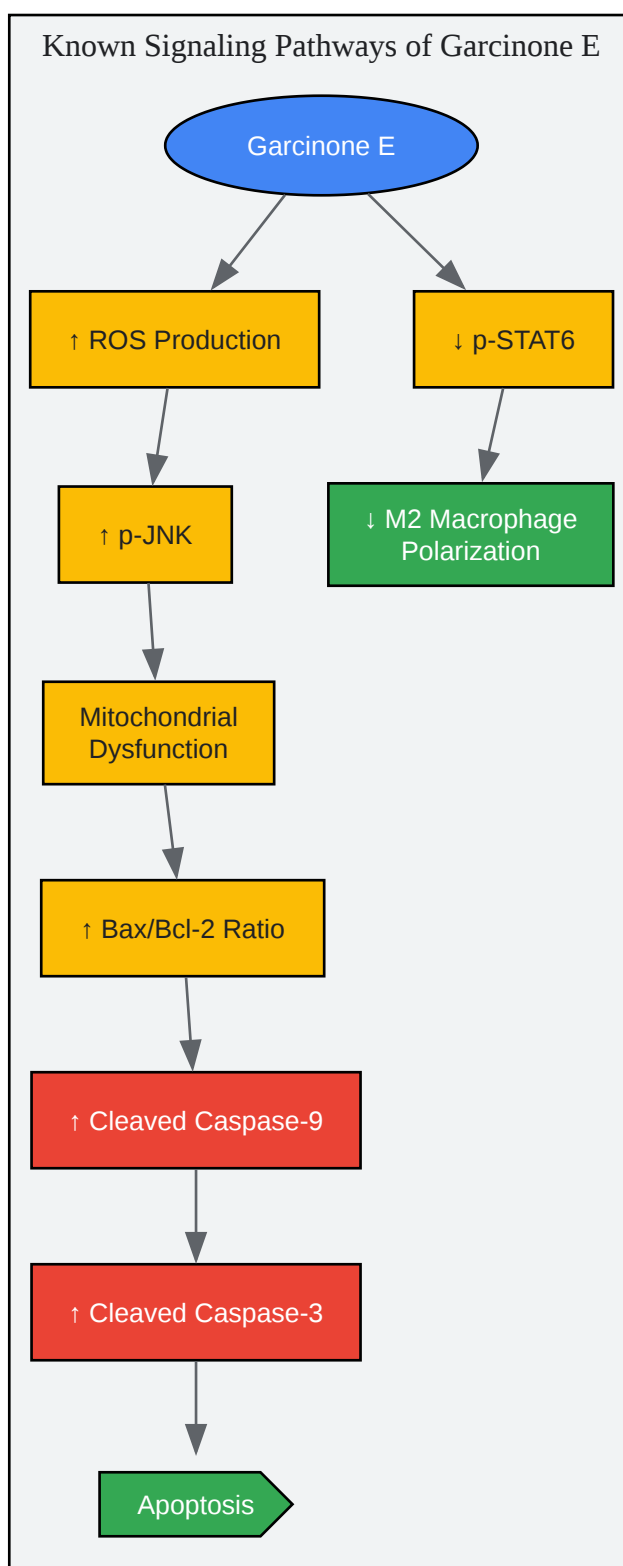 Known Signaling Pathways of Garcinone E
Garcinone E
↑ ROS Production
↓ p-STAT6
↑ p-JNK
↓ M2 Macrophage
Polarization
Mitochondrial
Dysfunction
↑ Bax/Bcl-2 Ratio
↑ Cleaved Caspase-9
↑ Cleaved Caspase-3
Apoptosis